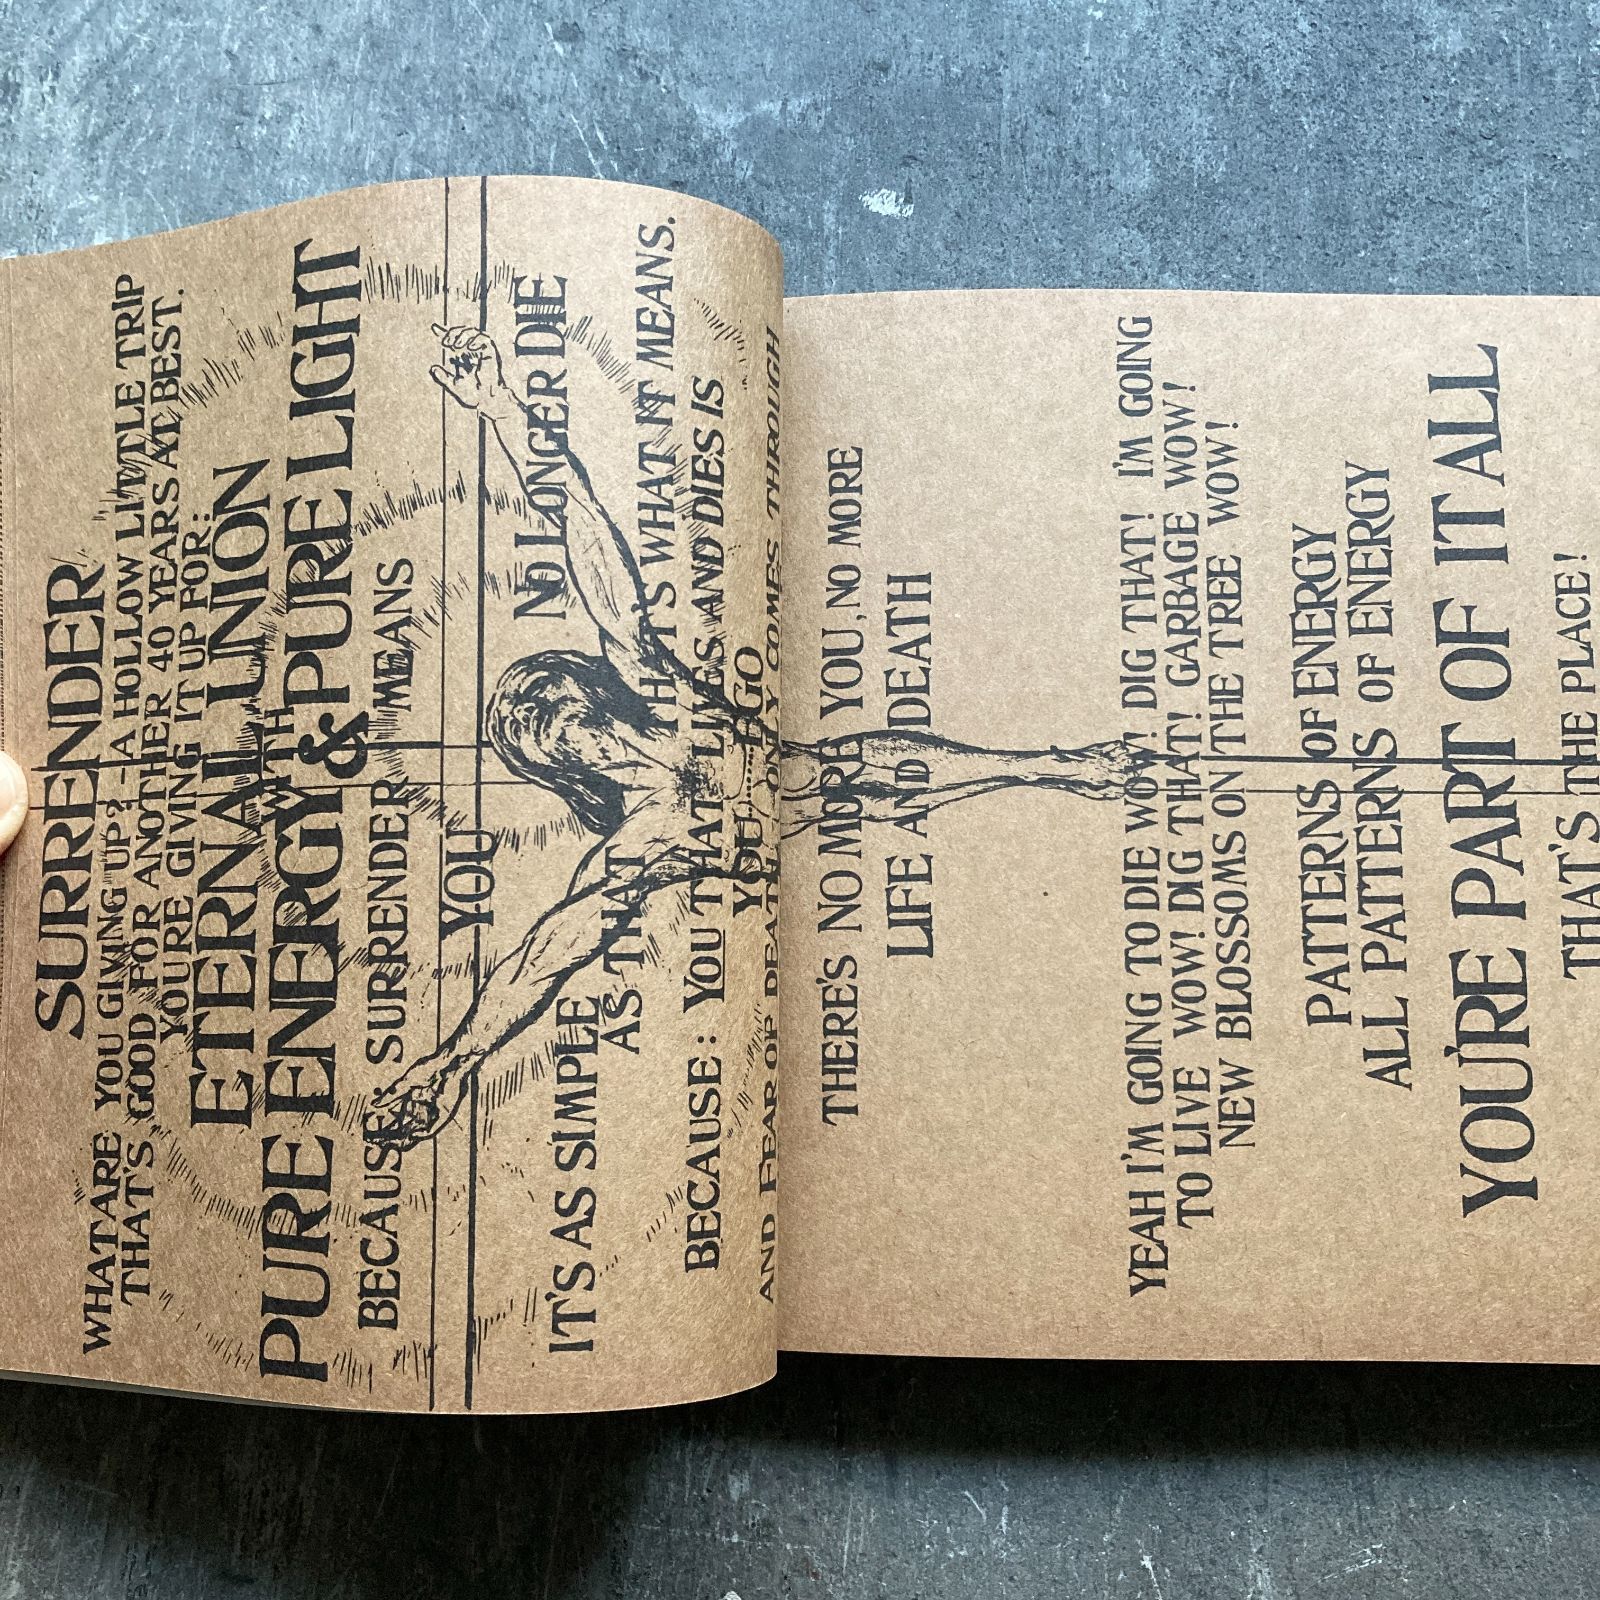 SURRENDER
WHAT ARE YOU GIVING UP? – A HOLLOW LITTLE TRIP
THAT'S GOOD FOR ANOTHER 40 YEARS AT BEST.
YOURE GIVING IT UP FOR:
ETERNAL UNION
WITH
PURE ENERGY & PURE LIGHT
BECAUSE: SURRENDER MEANS
YOU
NO LONGER DIE
IT'S AS SIMPLE
AS THAT
THAT'S WHAT IT MEANS.
BECAUSE: YOU THAT LIVES AND DIES IS
YOUR EGO
AND FEAR OF DEATH ONLY COMES THROUGH
THERE'S NO MORE YOU, NO MORE
LIFE AND DEATH
YEAH I'M GOING TO DIE WOW! DIG THAT! I'M GOING
TO LIVE WOW! DIG THAT! GARBAGE WOW!
NEW BLOSSOMS ON THE TREE WOW!
PATTERNS OF ENERGY
ALL PATTERNS OF ENERGY
YOU'RE PART OF IT ALL
THAT'S THE PLACE!